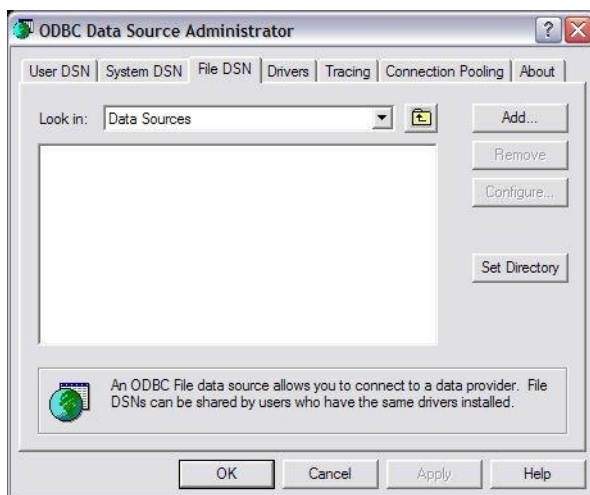 ODBC Data Source Administrator
User DSN System DSN File DSN Drivers Tracing Connection Pooling About
Look in: Data Sources Add...
Remove
Configure...
Set Directory
An ODBC File data source allows you to connect to a data provider. File
DSNs can be shared by users who have the same drivers installed.
OK Cancel Apply Help